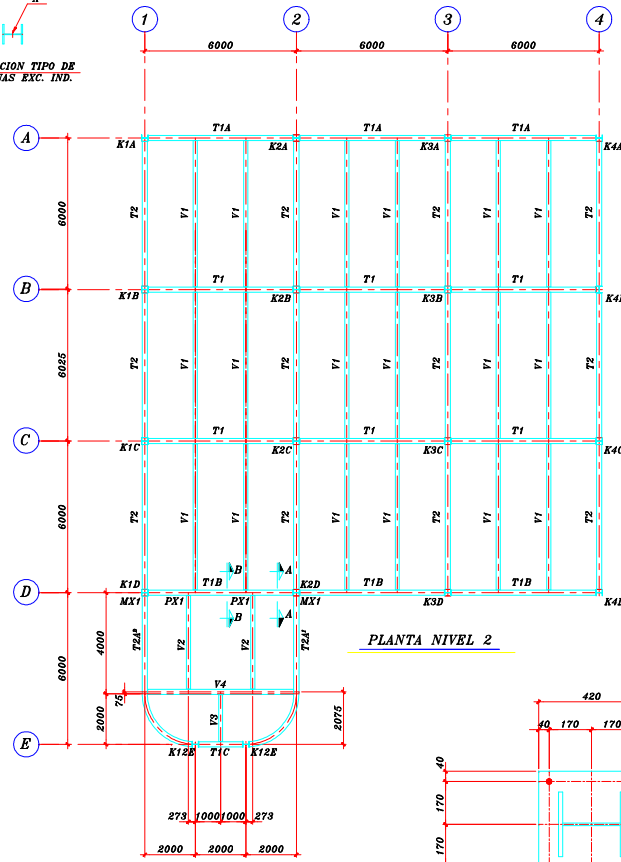 A
CION TIPO DE
NAS EXC. IND.
1 2 3 4
6000 6000 6000
A
T1A T1A T1A
K1A K2A K3A K4A
6000
T2 V1 V1 T2 V1 V1 T2 V1 V1 T2
B
T1 T1 T1
K1B K2B K3B
6025
T2 V1 V1 T2 V1 V1 T2 V1 V1 T2
C
T1 T1 T1
K1C K2C K3C K4C
6000
T2 V1 V1 T2 V1 V1 T2 V1 V1 T2
B A
D
K1D T1B K2D T1B T1B
MX1 PX1 PX1 MX1 K3D
B A
6000 4000
V2 V2
PLANTA NIVEL 2
V4
75 2000
V3
2075
E
K12E T1C K12E
273 1000 1000 273
2000 2000 2000
420
40 170 170
40
170
170